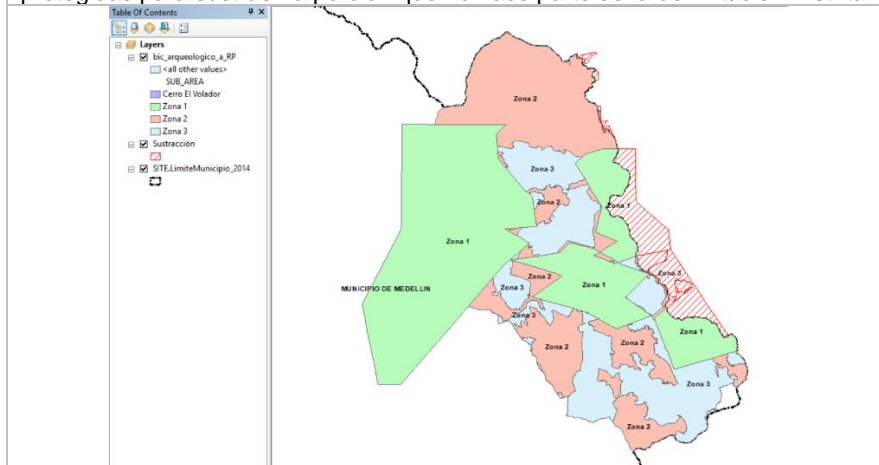 Table Of Contents
Layers
bic_arqueologico_a_RP
<all other values>
SUB_AREA
Cerro El Volador
Zona 1
Zona 2
Zona 3
Sustracción
SITE.LimiteMunicipio_2014
Zona 2
Zona 3
Zona 2
Zona 1
Zona 1
Zona 3
Zona 2
Zona 1
MUNICIPIO DE MEDELLIN
Zona 3
Zona 3
Zona 1
Zona 2
Zona 2
Zona 3
Zona 2